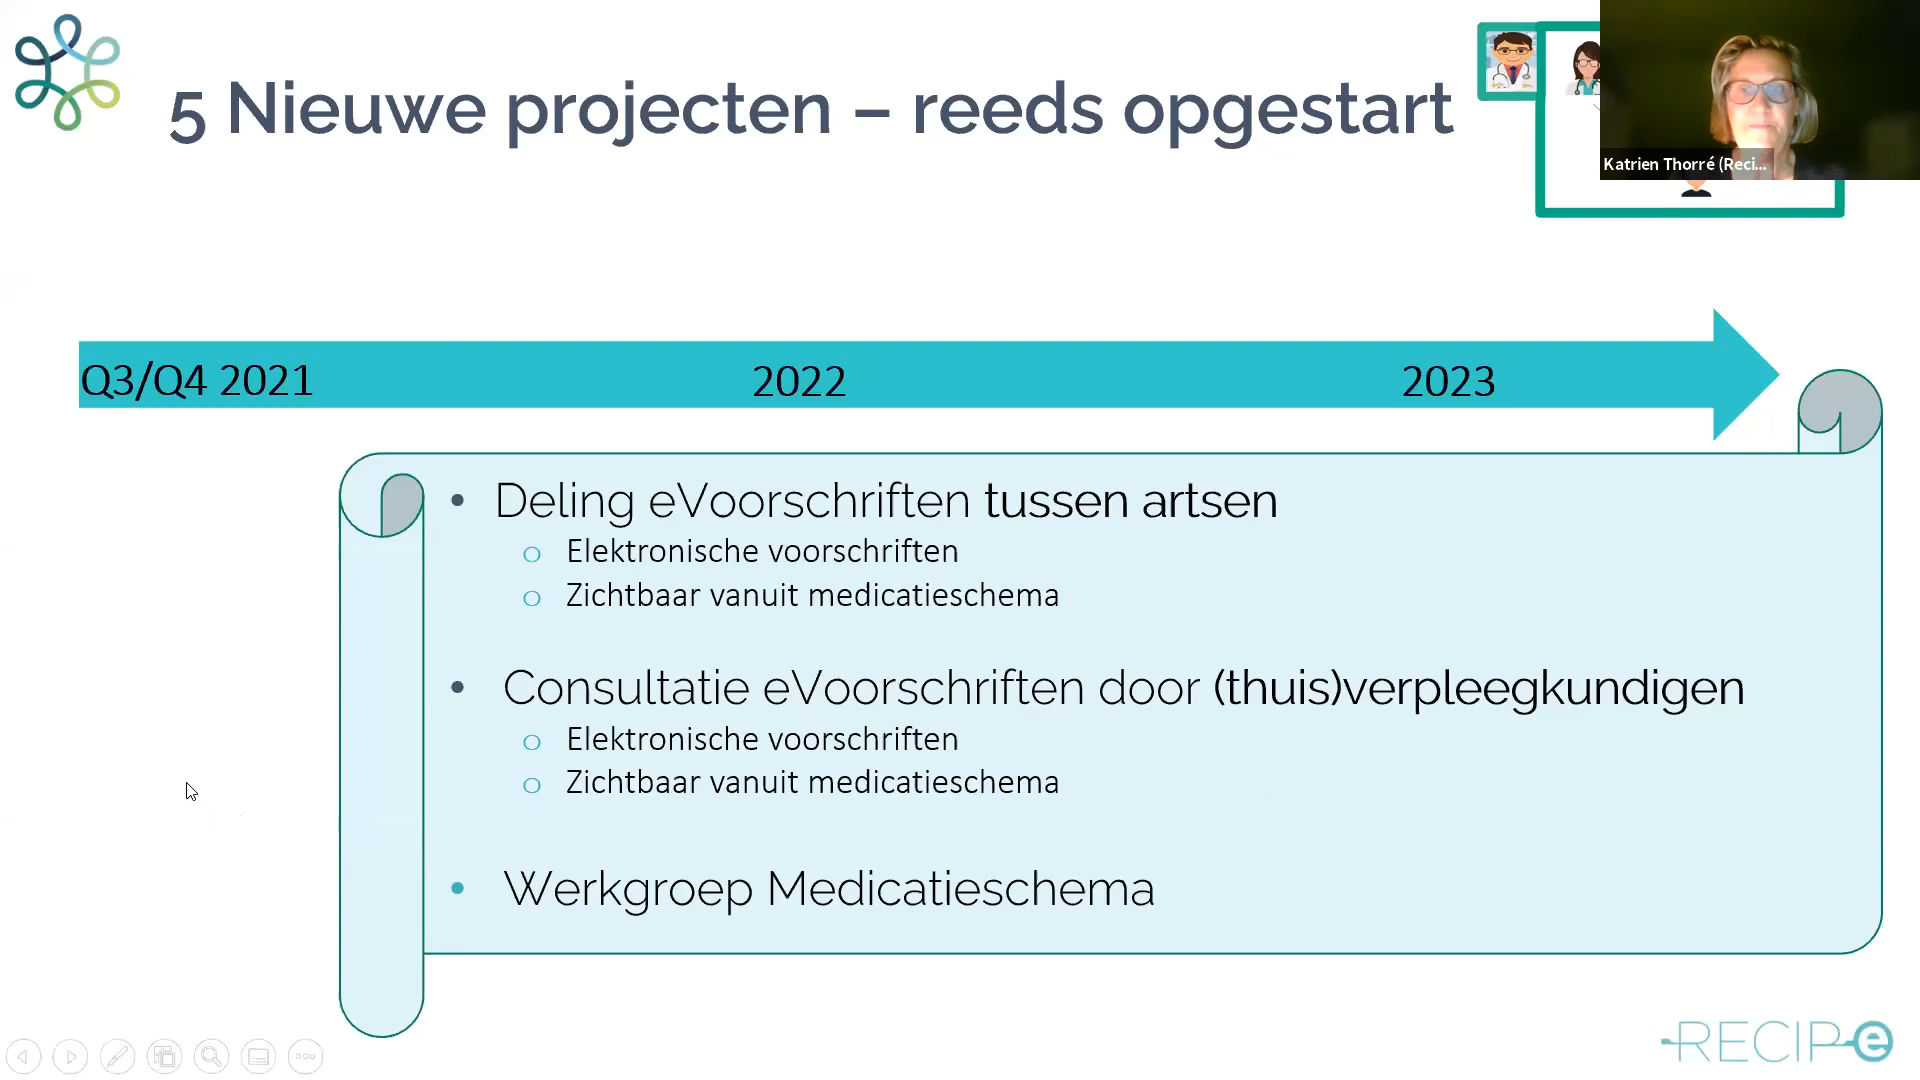 5 Nieuwe projecten – reeds opgestart
Katrien Thorré (Reci...
Q3/Q4 2021 2022 2023
• Deling eVoorschriften tussen artsen
o Elektronische voorschriften
o Zichtbaar vanuit medicatieschema
• Consultatie eVoorschriften door (thuis)verpleegkundigen
o Elektronische voorschriften
o Zichtbaar vanuit medicatieschema
• Werkgroep Medicatieschema
RECIP-e